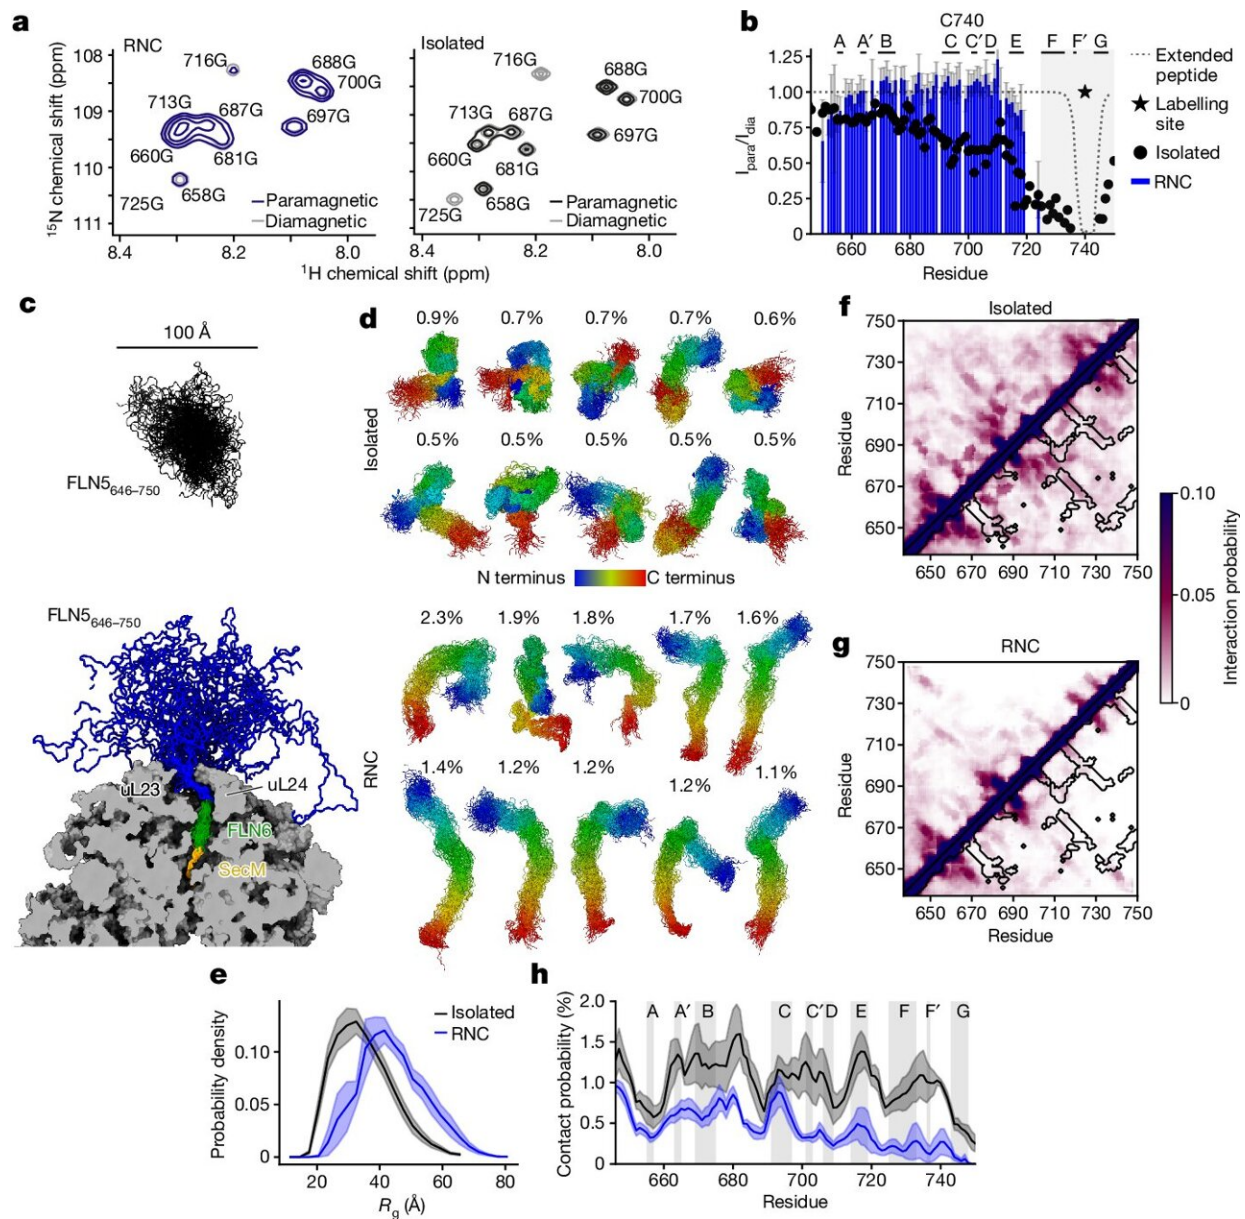 a
RNC
Isolated
108
109
110
111
¹⁵N chemical shift (ppm)
716G
688G
700G
713G
687G
697G
660G
681G
658G
725G
Paramagnetic
Diamagnetic
716G
688G
700G
713G
687G
697G
660G
681G
658G
725G
Paramagnetic
Diamagnetic
8.4
8.2
8.0
8.4
8.2
8.0
¹H chemical shift (ppm)
b
C740
A A′ B C C′ D E F F′ G
1.25
1.00
0.75
0.50
0.25
0
I para/I dia
660 680 700 720 740
Residue
Extended
peptide
Labelling
site
Isolated
RNC
c
100 Å
FLN5₆₄₆₋₇₅₀
FLN5₆₄₆₋₇₅₀
uL23
uL24
FLN6
SecM
d
0.9% 0.7% 0.7% 0.7% 0.6%
Isolated
0.5% 0.5% 0.5% 0.5% 0.5%
N terminus C terminus
2.3% 1.9% 1.8% 1.7% 1.6%
RNC
1.4% 1.2% 1.2% 1.2% 1.1%
f
Isolated
750
730
710
690
670
650
Residue
650 670 690 710 730 750
g
RNC
750
730
710
690
670
650
Residue
650 670 690 710 730 750
Residue
0.10
0.05
0
Interaction probability
e
Isolated
RNC
0.10
0.05
0
Probability density
20 40 60 80
R g (Å)
h
A A′ B C C′ D E F F′ G
2.0
1.5
1.0
0.5
0
Contact probability (%)
660 680 700 720 740
Residue